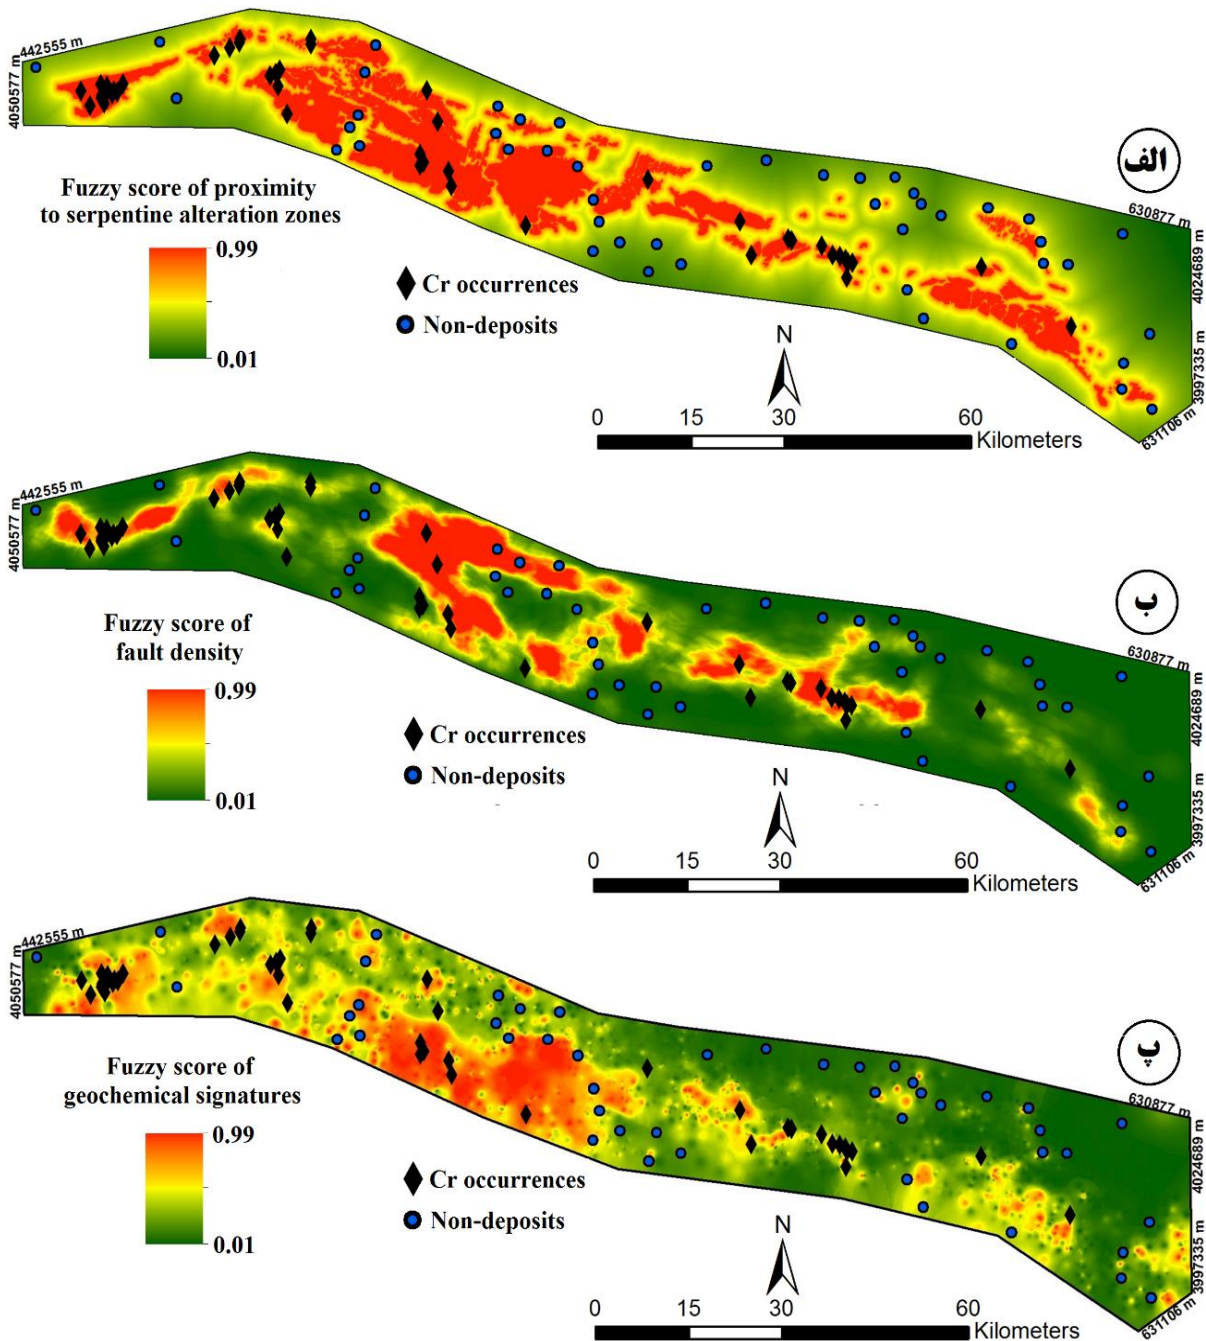 442555 m
4050577 m
الف
Fuzzy score of proximity
to serpentine alteration zones
0.99
0.01
Cr occurrences
Non-deposits
630877 m
4024689 m
3997335 m
631106 m
N
0 15 30 60
Kilometers
442555 m
4050577 m
ب
Fuzzy score of
fault density
0.99
0.01
Cr occurrences
Non-deposits
630877 m
4024689 m
3997335 m
631106 m
N
0 15 30 60
Kilometers
442555 m
4050577 m
پ
Fuzzy score of
geochemical signatures
0.99
0.01
Cr occurrences
Non-deposits
630877 m
4024689 m
3997335 m
631106 m
N
0 15 30 60
Kilometers